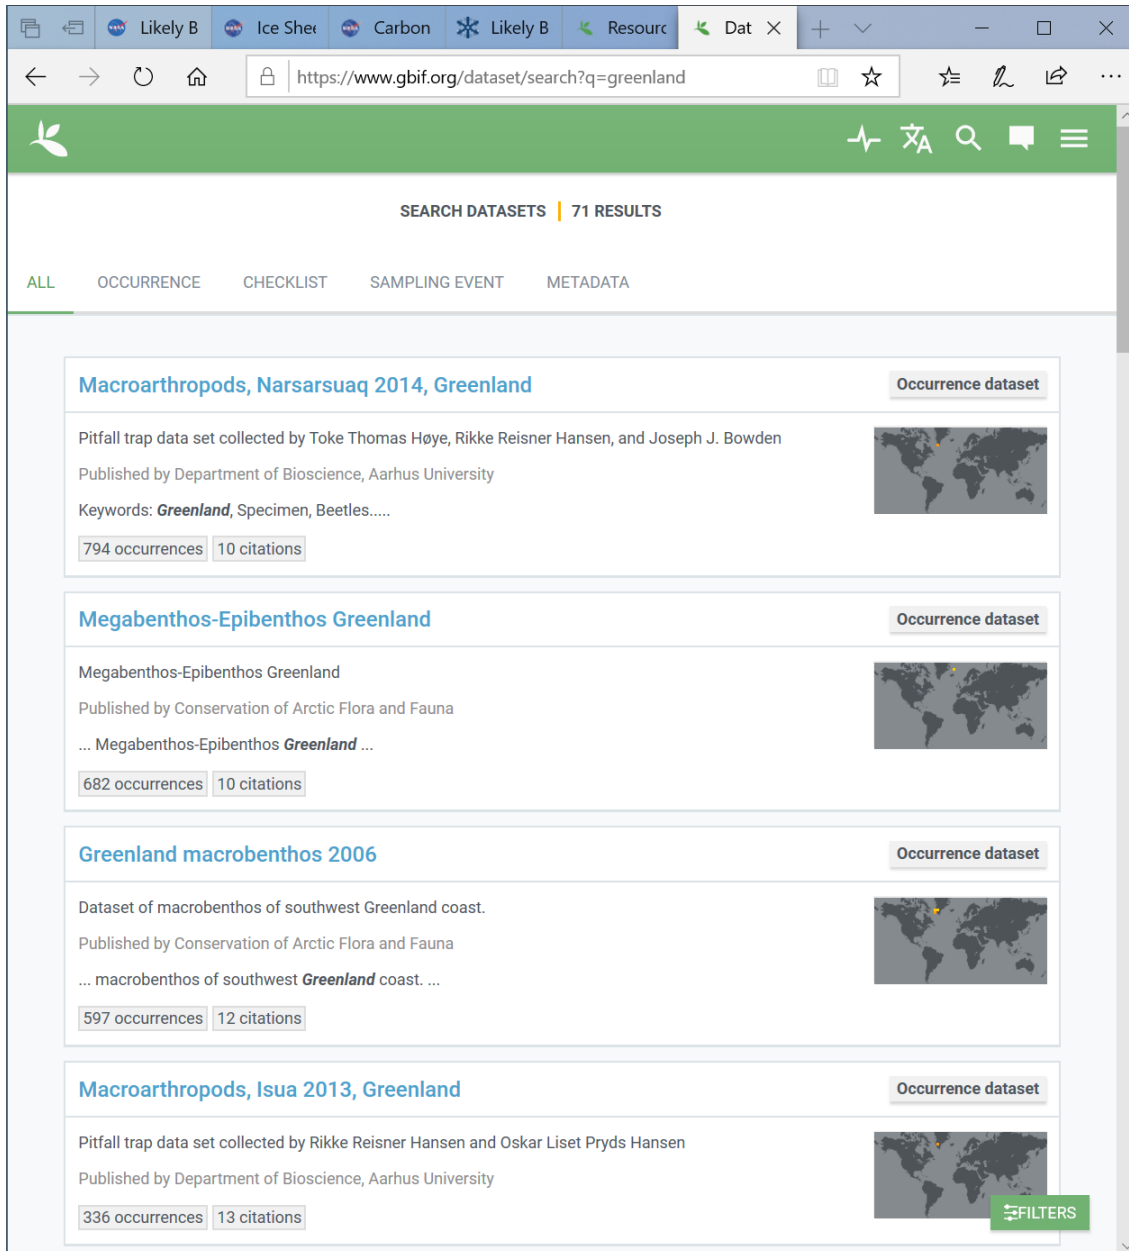 Likely B
Ice Shee
Carbon
Likely B
Resourc
Dat
https://www.gbif.org/dataset/search?q=greenland
SEARCH DATASETS | 71 RESULTS
ALL OCCURRENCE CHECKLIST SAMPLING EVENT METADATA
Macroarthropods, Narsarsuaq 2014, Greenland
Occurrence dataset
Pitfall trap data set collected by Toke Thomas Høye, Rikke Reisner Hansen, and Joseph J. Bowden
Published by Department of Bioscience, Aarhus University
Keywords: Greenland, Specimen, Beetles.....
794 occurrences 10 citations
Megabenthos-Epibenthos Greenland
Occurrence dataset
Megabenthos-Epibenthos Greenland
Published by Conservation of Arctic Flora and Fauna
... Megabenthos-Epibenthos Greenland ...
682 occurrences 10 citations
Greenland macrobenthos 2006
Occurrence dataset
Dataset of macrobenthos of southwest Greenland coast.
Published by Conservation of Arctic Flora and Fauna
... macrobenthos of southwest Greenland coast. ...
597 occurrences 12 citations
Macroarthropods, Isua 2013, Greenland
Occurrence dataset
Pitfall trap data set collected by Rikke Reisner Hansen and Oskar Liset Pryds Hansen
Published by Department of Bioscience, Aarhus University
336 occurrences 13 citations
FILTERS